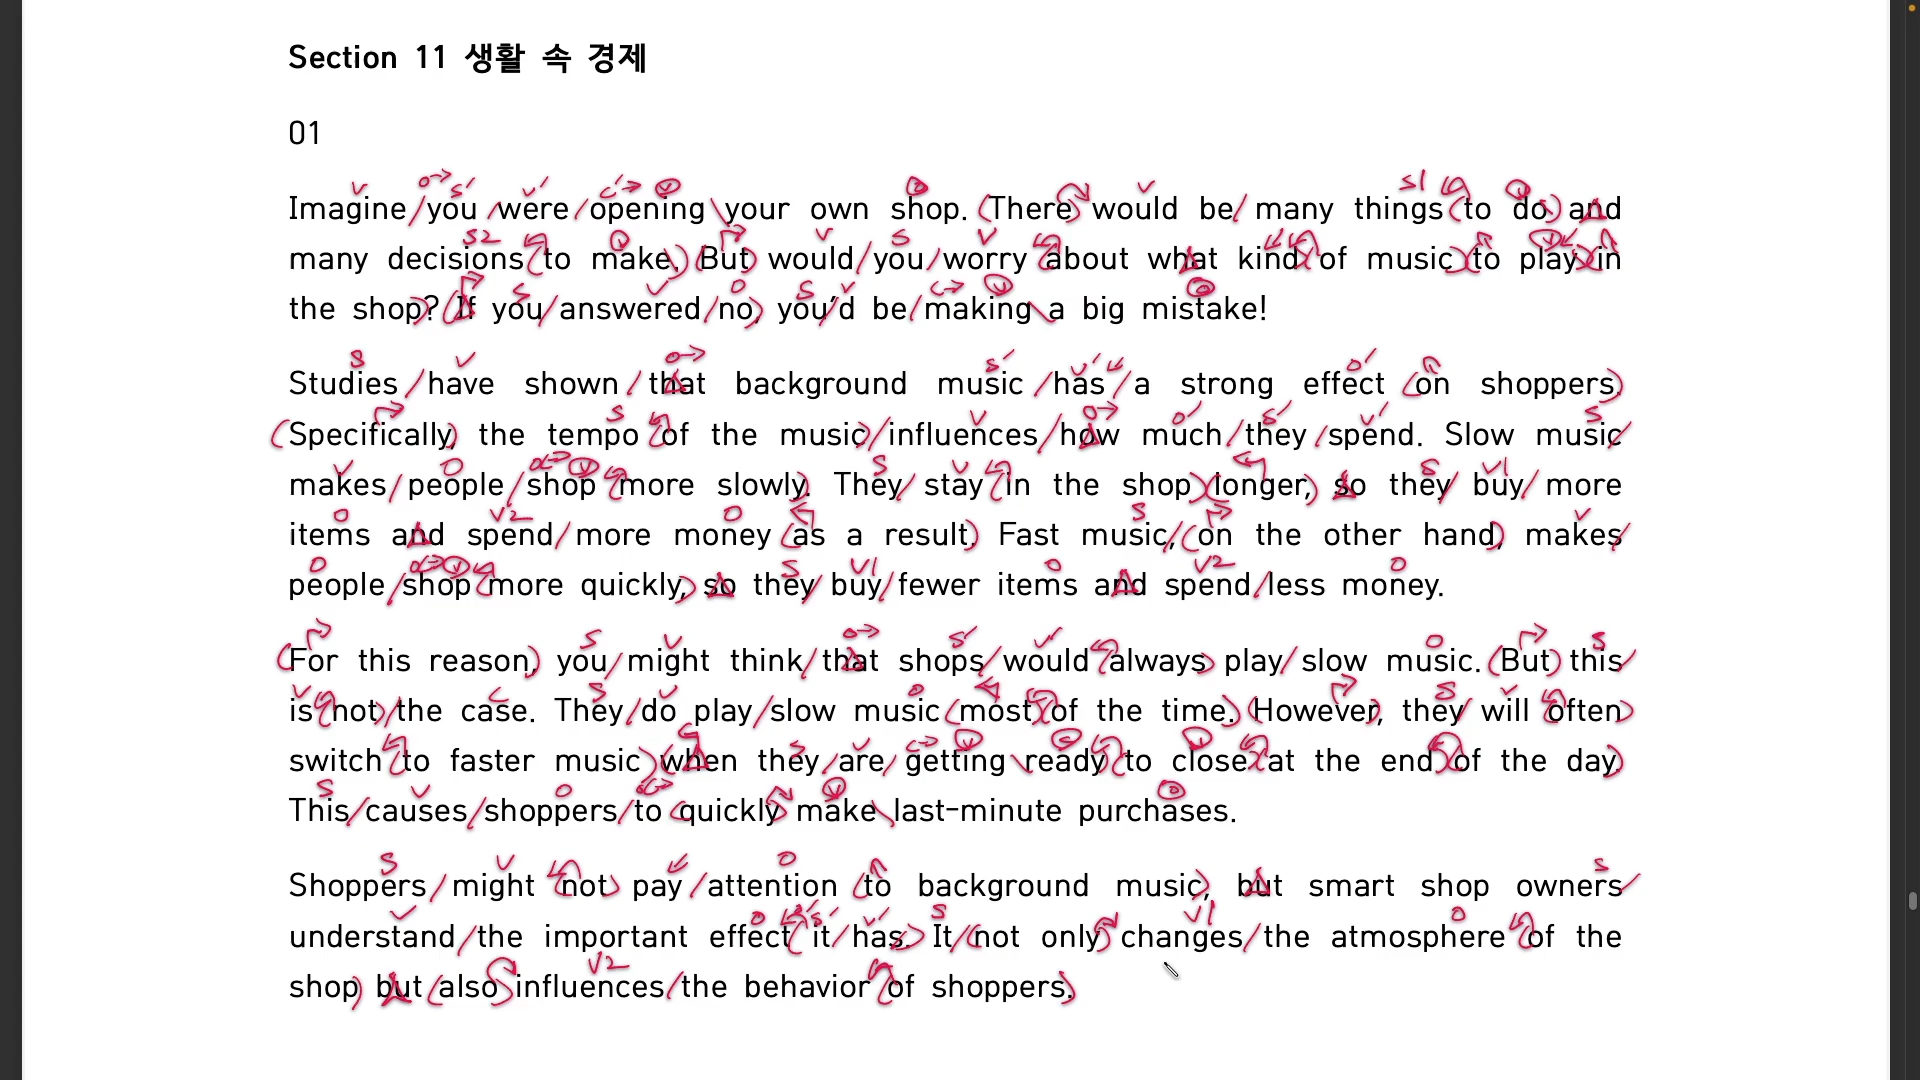 Section 11 생활 속 경제
01
Imagine you were opening your own shop. There would be many things to do and
many decisions to make. But would you worry about what kind of music to play in
the shop? If you answered no, you'd be making a big mistake!
Studies have shown that background music has a strong effect on shoppers.
Specifically, the tempo of the music influences how much they spend. Slow music
makes people shop more slowly. They stay in the shop longer, so they buy more
items and spend more money as a result. Fast music, on the other hand, makes
people shop more quickly, so they buy fewer items and spend less money.
For this reason, you might think that shops would always play slow music. But this
is not the case. They do play slow music most of the time. However, they will often
switch to faster music when they are getting ready to close at the end of the day.
This causes shoppers to quickly make last-minute purchases.
Shoppers might not pay attention to background music, but smart shop owners
understand the important effect it has. It not only changes the atmosphere of the
shop but also influences the behavior of shoppers.